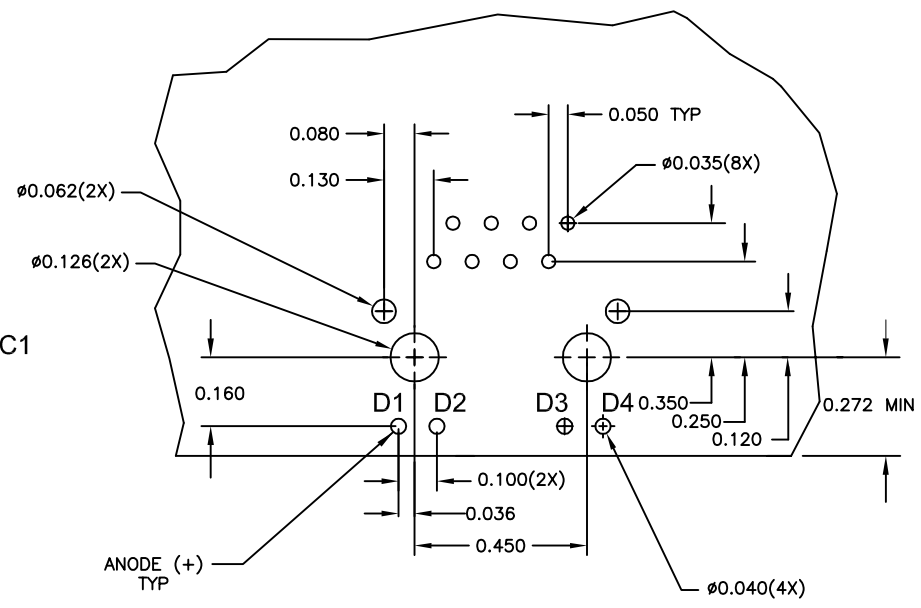 0.050 TYP
0.080
ø0.035(8X)
0.130
ø0.062(2X)
ø0.126(2X)
C1
0.160
D1
D2
D3
D4
0.350
0.250
0.120
0.272 MIN
0.100(2X)
0.036
0.450
ANODE (+)
TYP
ø0.040(4X)